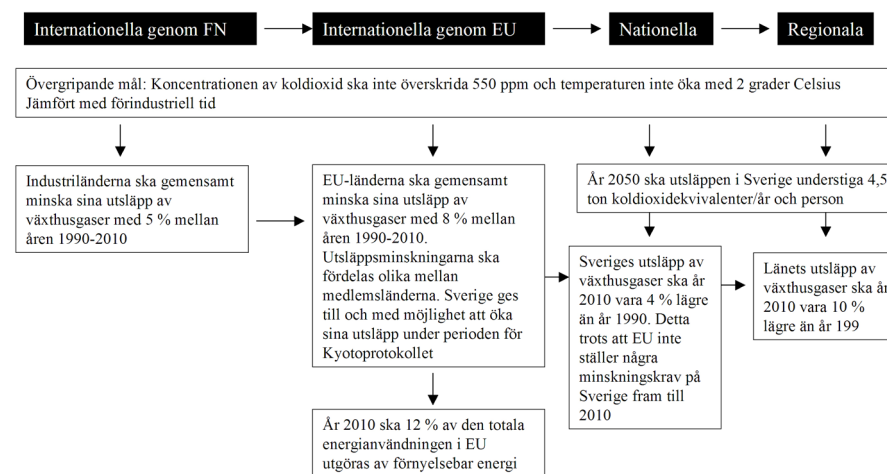 Internationella genom FN
Internationella genom EU
Nationella
Regionala
Övergripande mål: Koncentrationen av koldioxid ska inte överskrida 550 ppm och temperaturen inte öka med 2 grader Celsius
Jämfört med förindustriell tid
Industriländerna ska gemensamt
minska sina utsläpp av
växthusgaser med 5 % mellan
åren 1990-2010
EU-länderna ska gemensamt
minska sina utsläpp av
växthusgaser med 8 % mellan
åren 1990-2010.
Utsläppsminskningarna ska
fördelas olika mellan
medlemsländerna. Sverige ges
till och med möjlighet att öka
sina utsläpp under perioden för
Kyotoprotokollet
År 2010 ska 12 % av den totala
energianvändningen i EU
utgöras av förnyelsebar energi
År 2050 ska utsläppen i Sverige understiga 4,5
ton koldioxidekvivalenter/år och person
Sveriges utsläpp av
växthusgaser ska år
2010 vara 4 % lägre
än år 1990. Detta
trots att EU inte
ställer några
minskningskrav på
Sverige fram till
2010
Länets utsläpp av
växthusgaser ska år
2010 vara 10 %
lägre än år 199